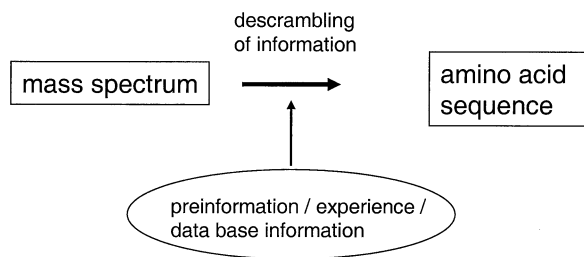 descrambling
of information
mass spectrum
amino acid
sequence
preinformation / experience /
data base information